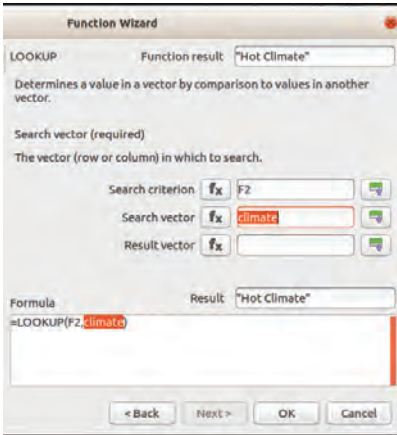 Function Wizard
LOOKUP Function result "Hot Climate"
Determines a value in a vector by comparison to values in another
vector.
Search vector (required)
The vector (row or column) in which to search.
Search criterion fx F2
Search vector fx climate
Result vector fx
Formula Result "Hot Climate"
=LOOKUP(F2,climate)
< Back Next > OK Cancel